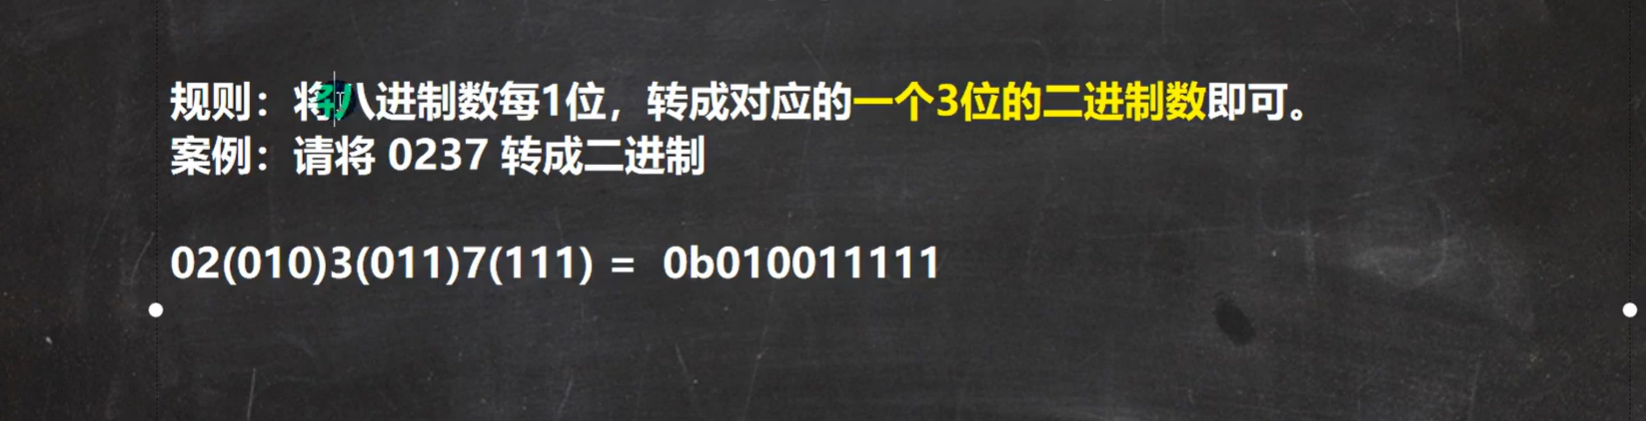 规则：将八进制数每1位，转成对应的一个3位的二进制数即可。
案例：请将 0237 转成二进制
02(010)3(011)7(111) = 0b010011111